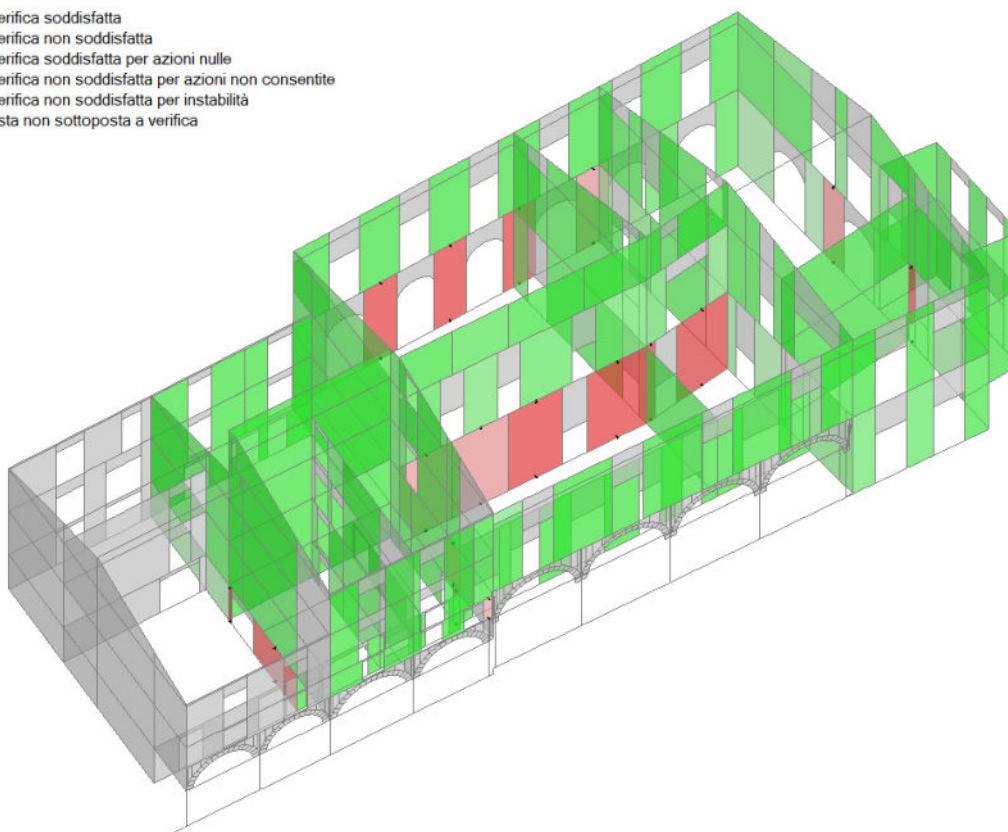 erifica soddisfatta
erifica non soddisfatta
erifica soddisfatta per azioni nulle
erifica non soddisfatta per azioni non consentite
erifica non soddisfatta per instabilità
sta non sottoposta a verifica